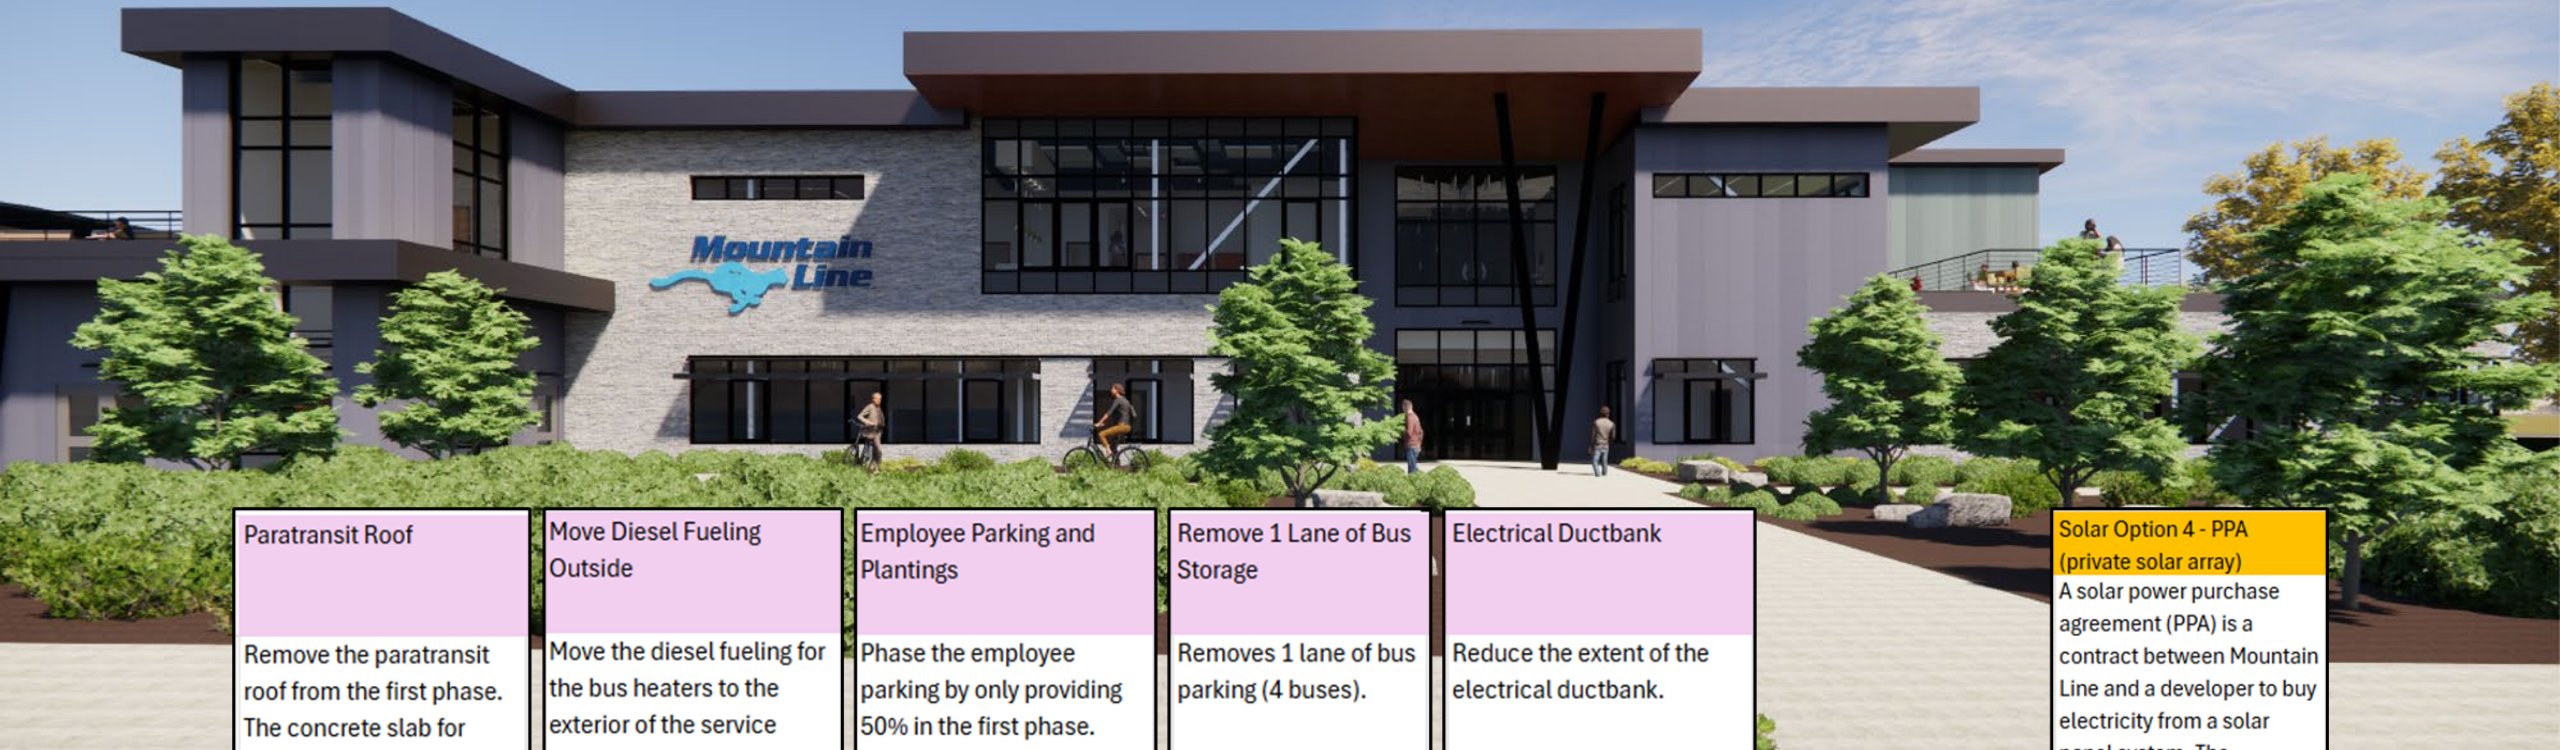 Mountain
Line
Paratransit Roof
Remove the paratransit
roof from the first phase.
The concrete slab for
Move Diesel Fueling
Outside
Move the diesel fueling for
the bus heaters to the
exterior of the service
Employee Parking and
Plantings
Phase the employee
parking by only providing
50% in the first phase.
Remove 1 Lane of Bus
Storage
Removes 1 lane of bus
parking (4 buses).
Electrical Ductbank
Reduce the extent of the
electrical ductbank.
Solar Option 4 - PPA
(private solar array)
A solar power purchase
agreement (PPA) is a
contract between Mountain
Line and a developer to buy
electricity from a solar